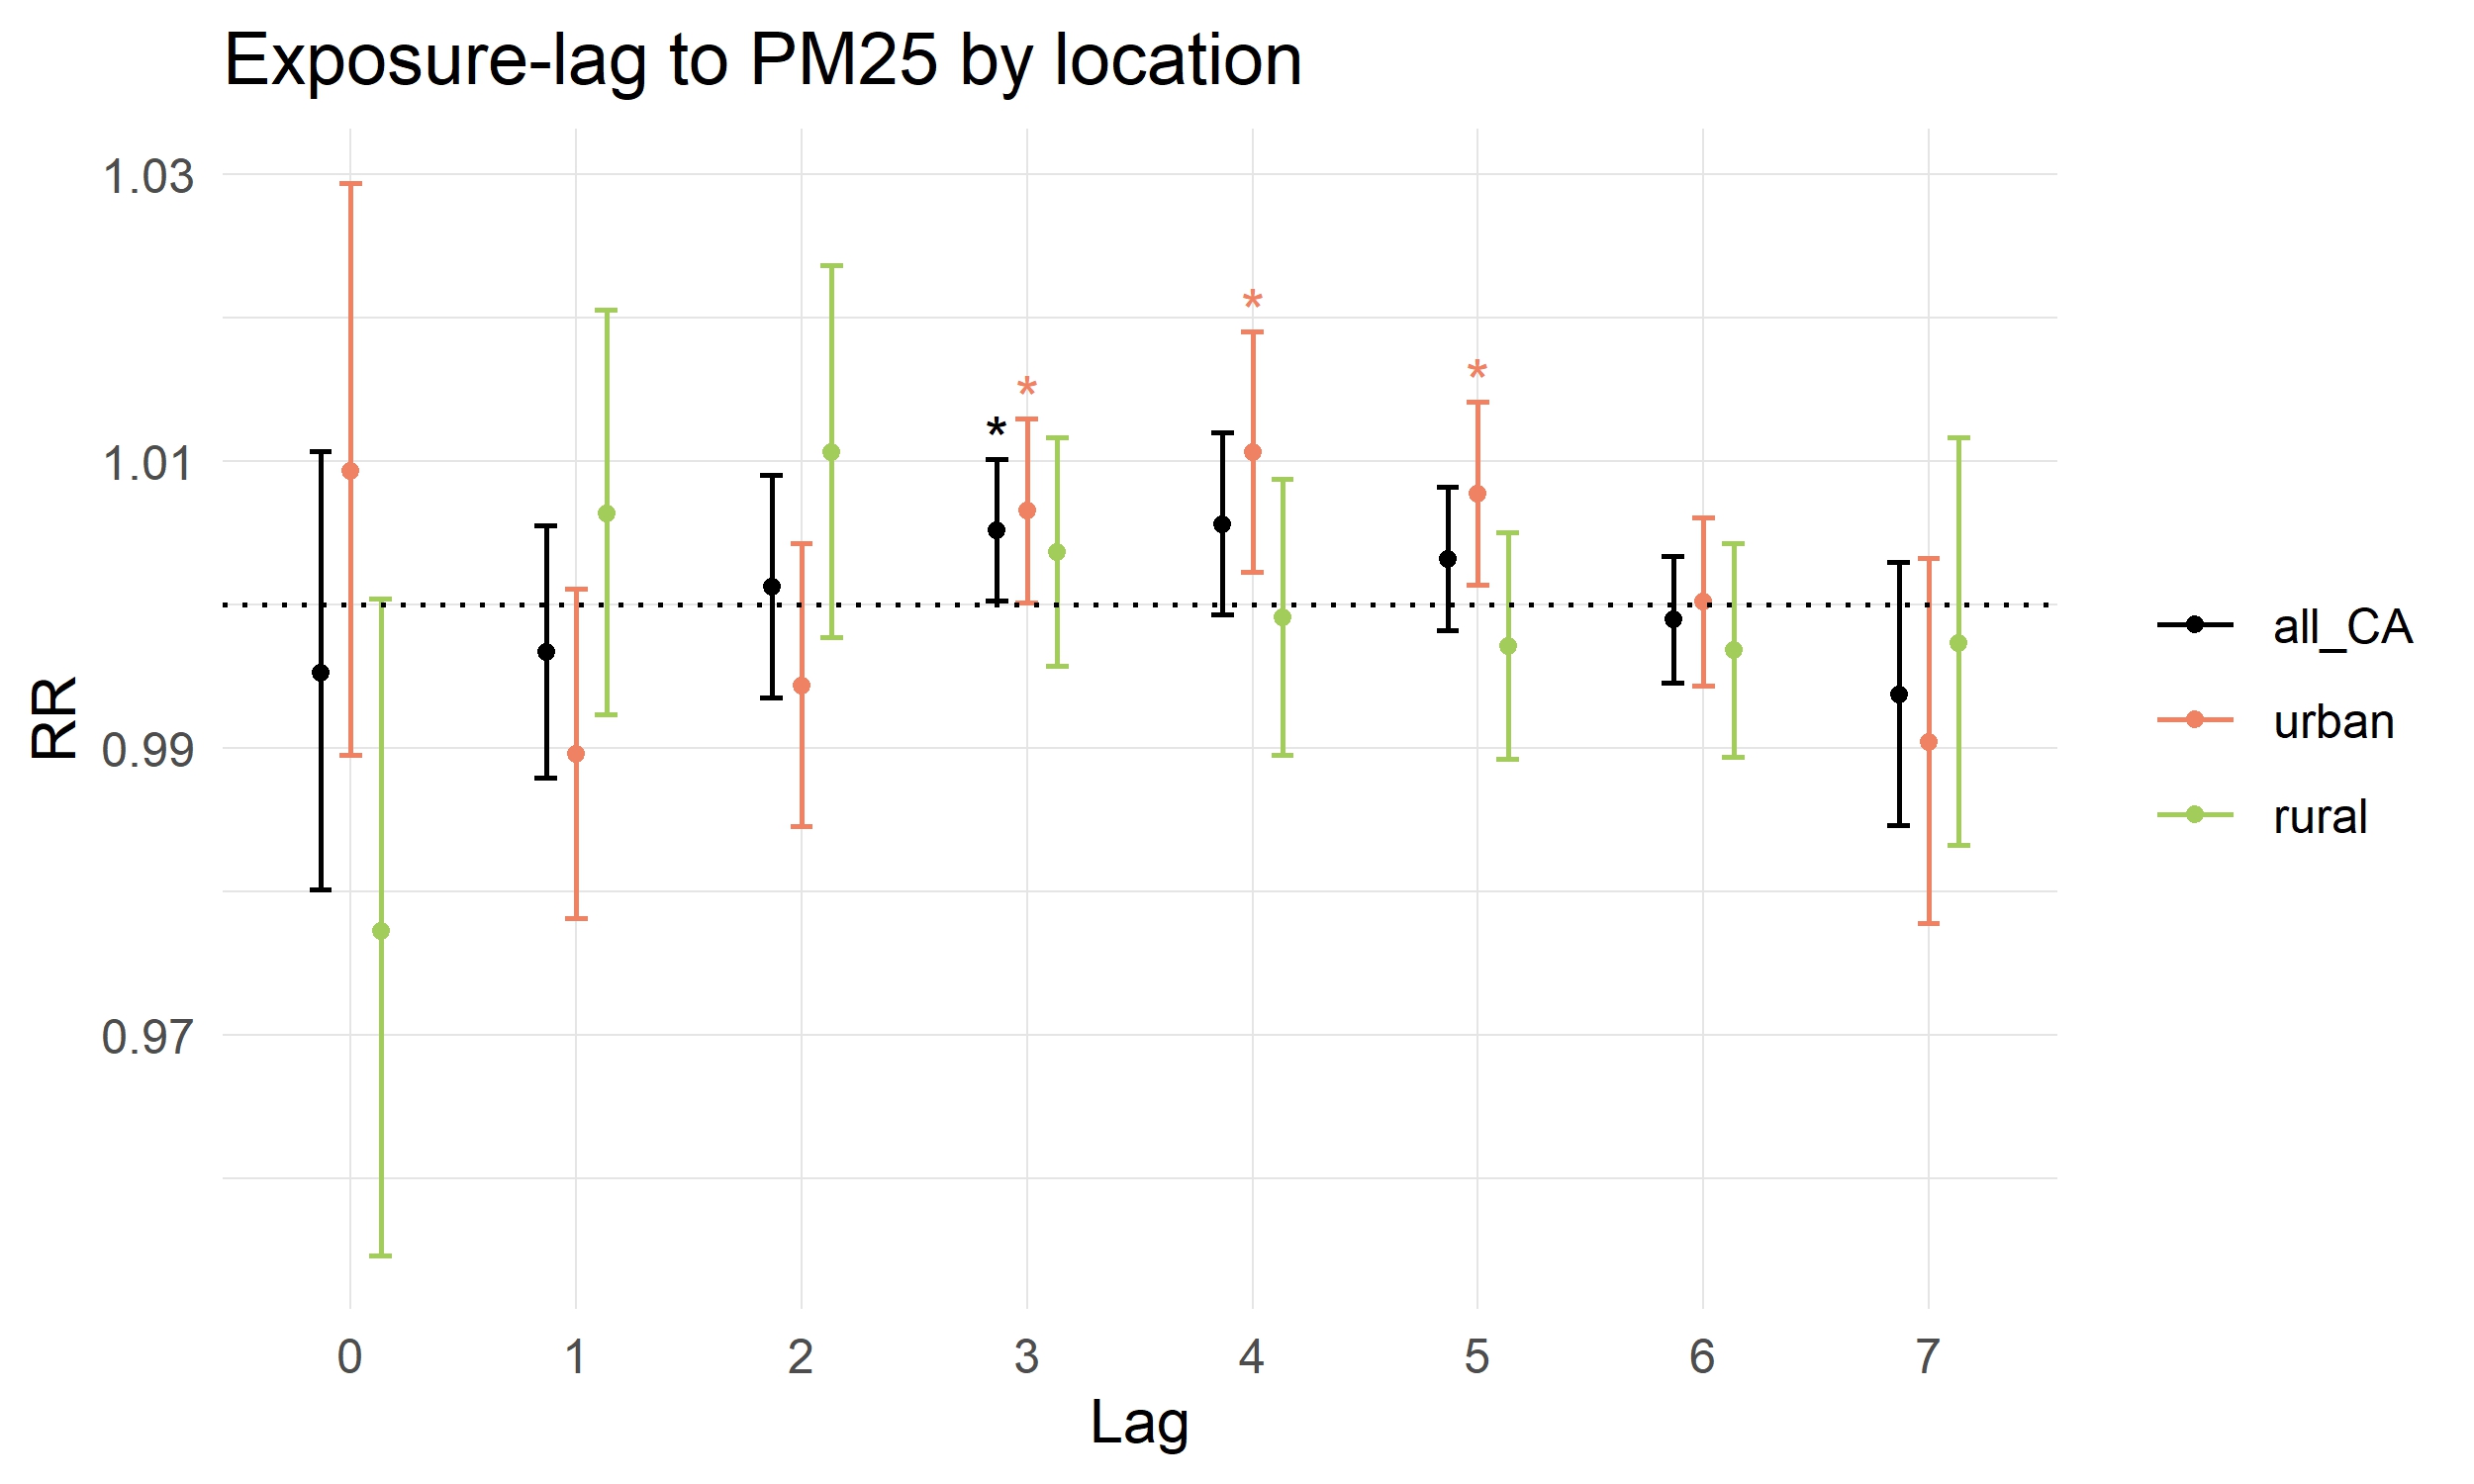 Exposure-lag to PM25 by location
1.03
1.01
0.99
0.97
RR
* * * *
0 1 2 3 4 5 6 7
Lag
all_CA
urban
rural